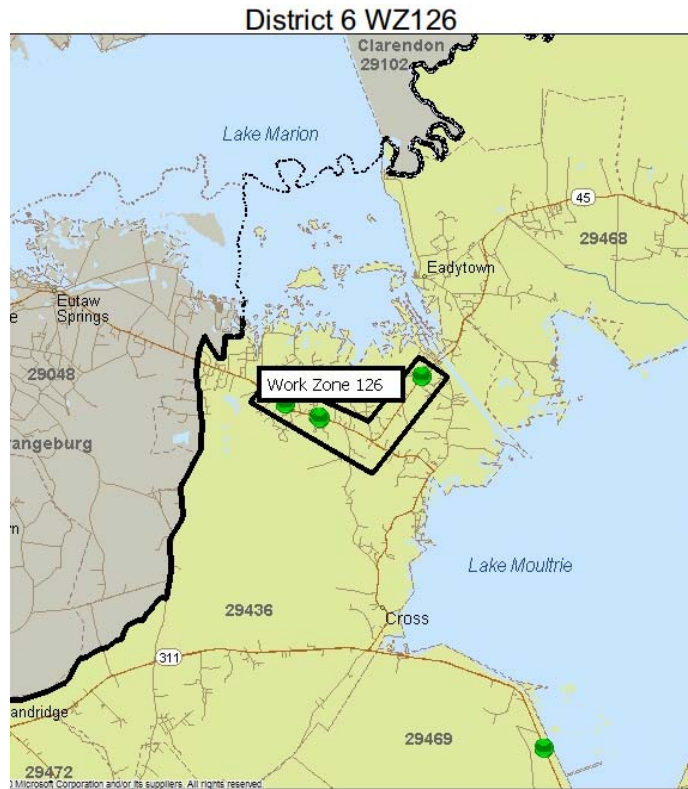 District 6 WZ126
Clarendon
29102
Lake Marion
45
29468
Eadytown
Eutaw
Springs
e
29048
Work Zone 126
rangeburg
n
Lake Moultrie
29436
Cross
311
andridge
29469
29472
Microsoft Corporation and/or its suppliers. All rights reserved.